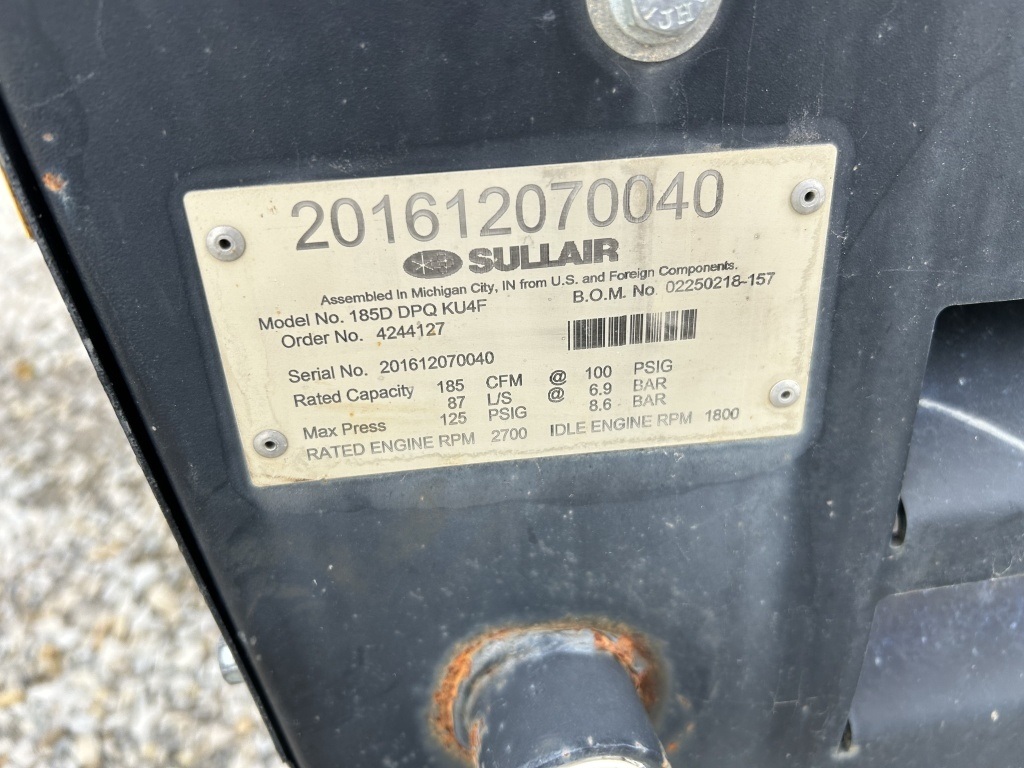 JH
201612070040
SULLAIR
Assembled In Michigan City, IN from U.S. and Foreign Components.
Model No. 185D DPQ KU4F B.O.M. No. 02250218-157
Order No. 4244127
Serial No. 201612070040
Rated Capacity 185 CFM @ 100 PSIG
87 L/S @ 6.9 BAR
Max Press 125 PSIG 8.6 BAR
RATED ENGINE RPM 2700 IDLE ENGINE RPM 1800